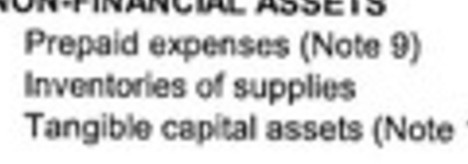 NON-FINANCIAL ASSETS
Prepaid expenses (Note 9)
Inventories of supplies
Tangible capital assets (Note